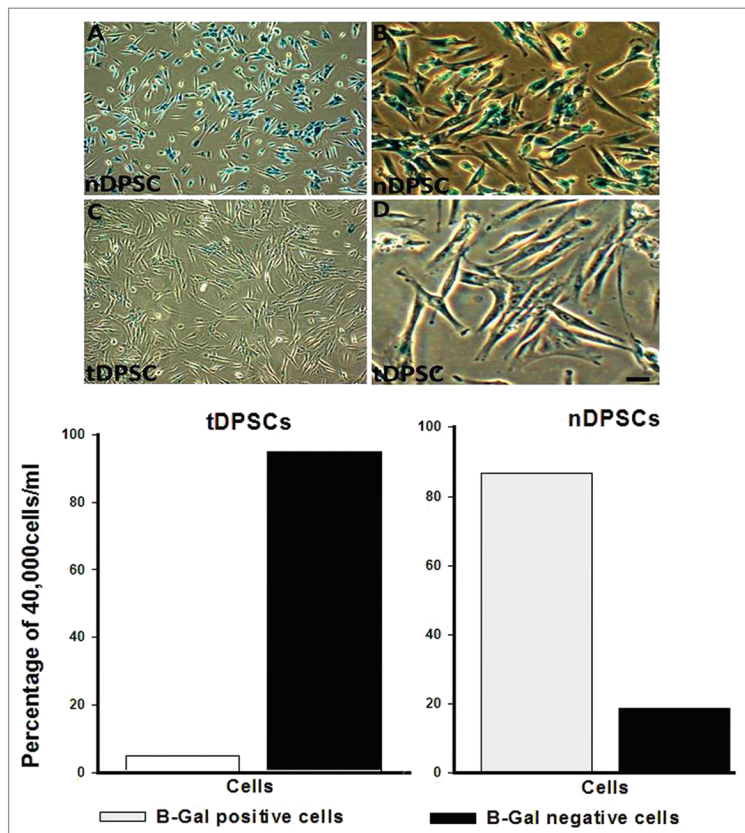 A
B
nDPSC
nDPSC
C
D
tDPSC
tDPSC
tDPSCs
nDPSCs
Percentage of 40,000cells/ml
100
80
60
40
20
0
Cells
100
80
60
40
20
0
Cells
B-Gal positive cells
B-Gal negative cells